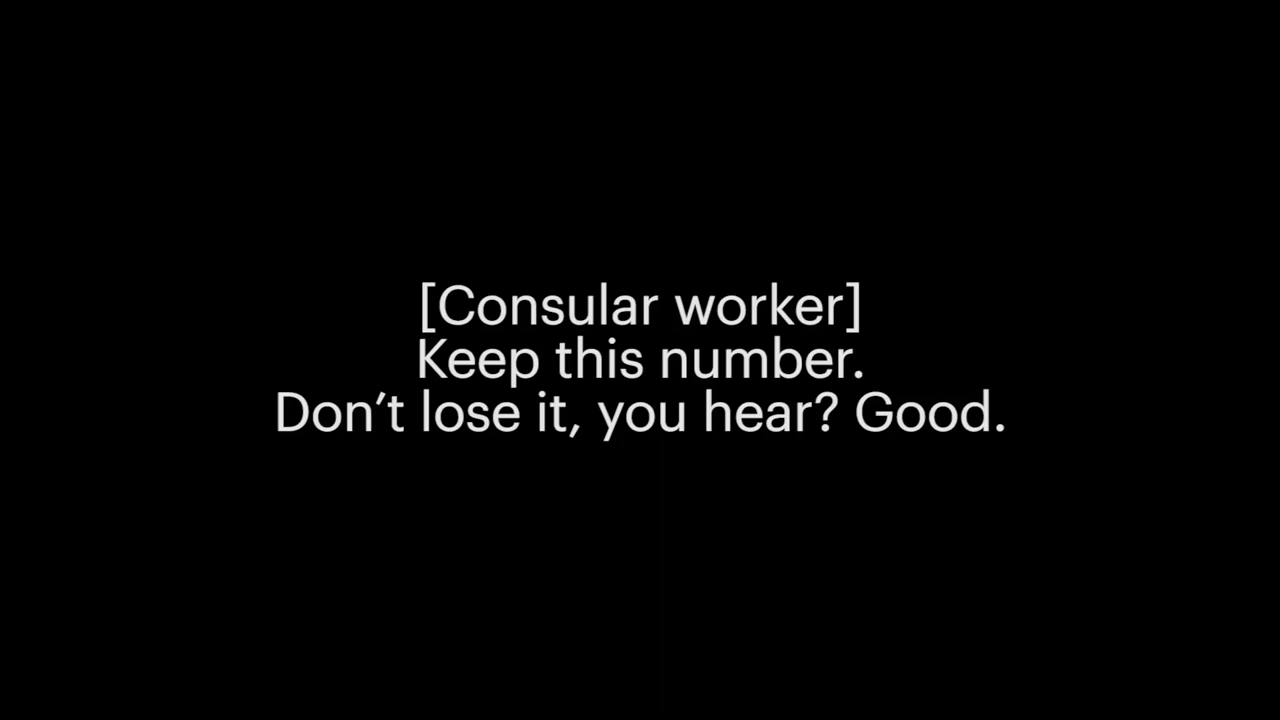 [Consular worker]
Keep this number.
Don’t lose it, you hear? Good.